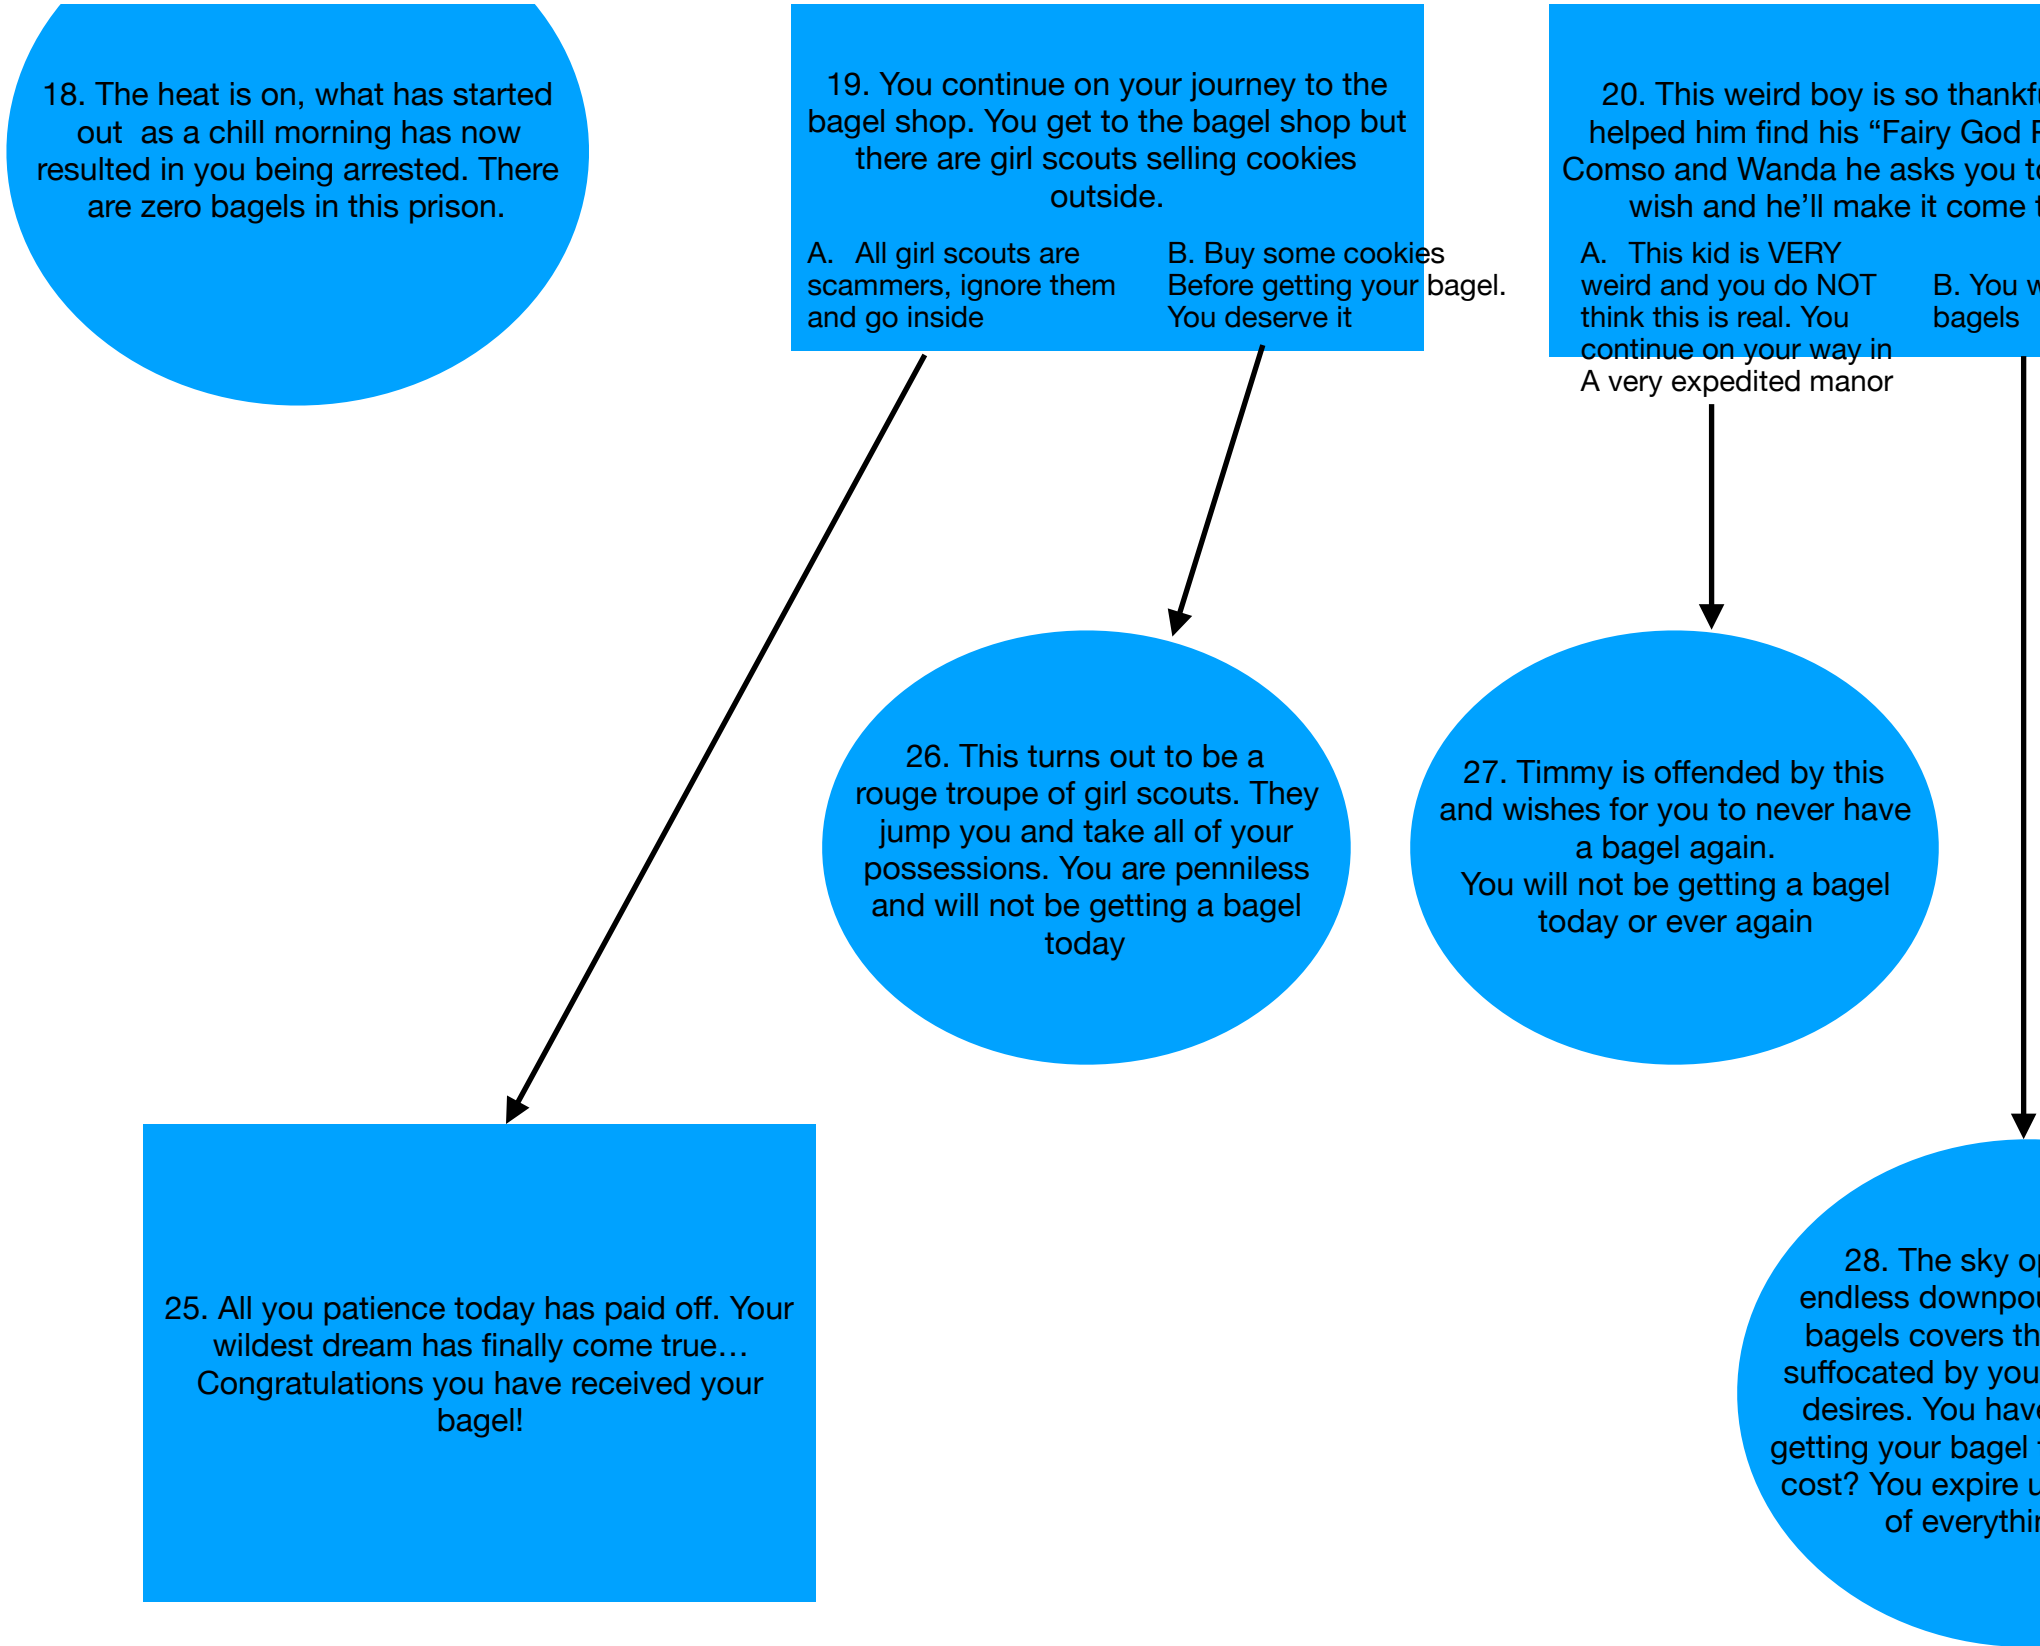 18. The heat is on, what has started
out as a chill morning has now
resulted in you being arrested. There
are zero bagels in this prison.
19. You continue on your journey to the
bagel shop. You get to the bagel shop but
there are girl scouts selling cookies
outside.
A. All girl scouts are
scammers, ignore them
and go inside
B. Buy some cookies
Before getting your bagel.
You deserve it
20. This weird boy is so
helped him find his “Fairy God
Comso and Wanda he asks you
wish and he’ll make it come
A. This kid is VERY
weird and you do NOT
think this is real. You
continue on your way in
A very expedited manor
B. You
bagels
26. This turns out to be a
rouge troupe of girl scouts. They
jump you and take all of your
possessions. You are penniless
and will not be getting a bagel
today
27. Timmy is offended by this
and wishes for you to never have
a bagel again.
You will not be getting a bagel
today or ever again
25. All you patience today has paid off. Your
wildest dream has finally come true…
Congratulations you have received your
bagel!
28. The sky
endless
bagels covers
suffocated by
desires. You
getting your bagel
cost? You expire
of